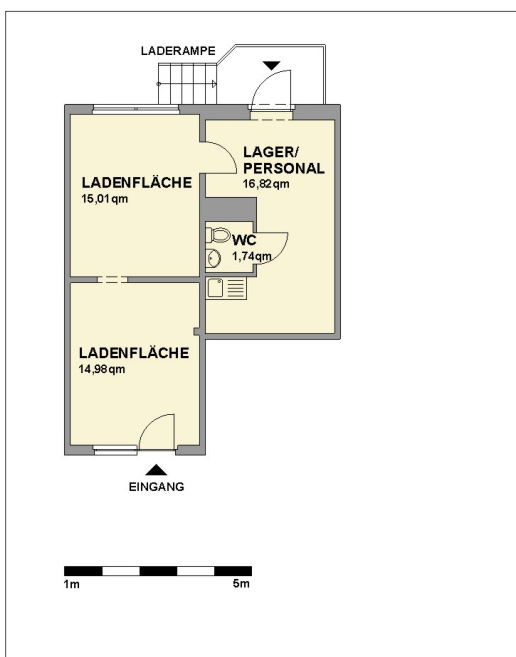 LADERAMPE
LADENFLÄCHE
15,01qm
LAGER/
PERSONAL
16,82qm
WC
1,74qm
LADENFLÄCHE
14,98qm
EINGANG
1m 5m